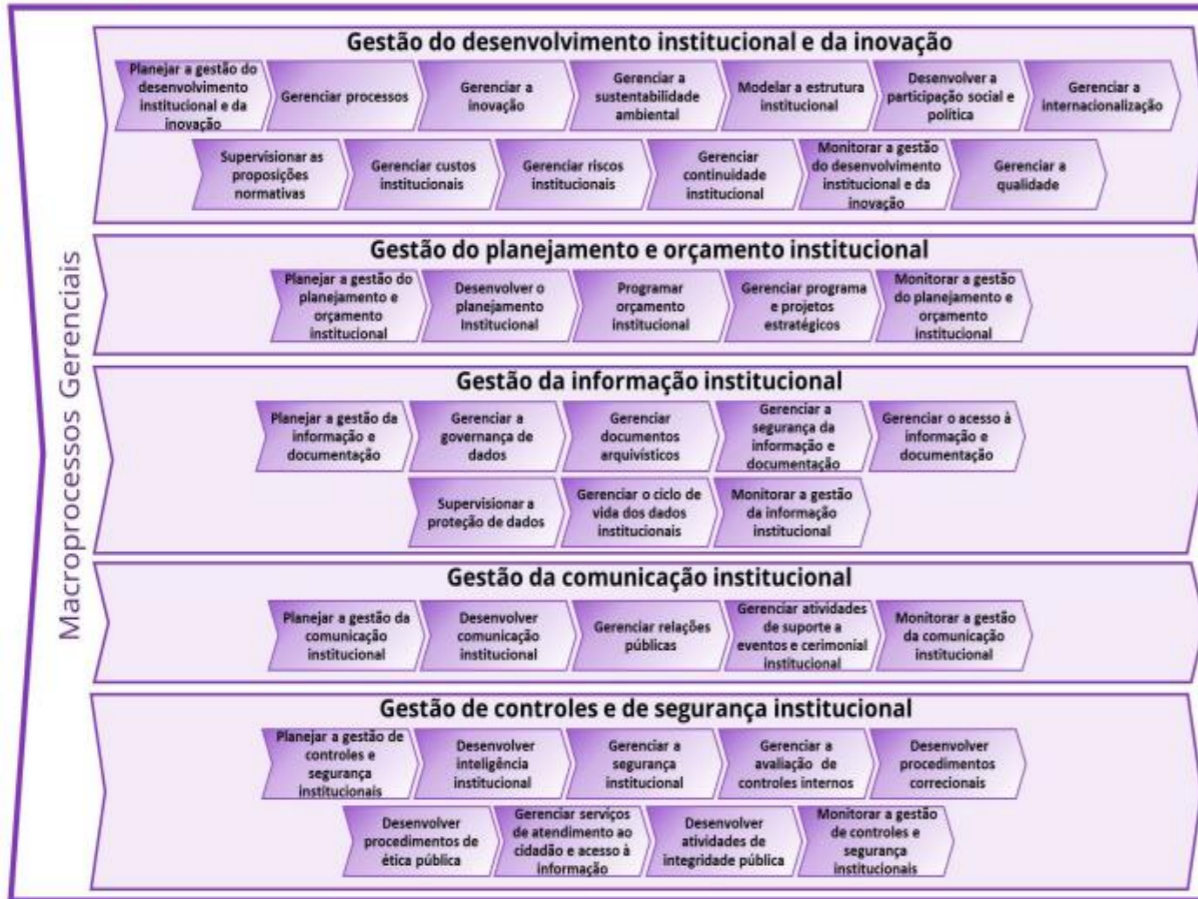 Macroprocessos Gerenciais
Gestão do desenvolvimento institucional e da inovação
Planejar a gestão do
desenvolvimento
institucional e da
inovação
Gerenciar processos
Gerenciar a
inovação
Gerenciar a
sustentabilidade
ambiental
Modelar a estrutura
institucional
Desenvolver a
participação social e
política
Gerenciar a
internacionalização
Supervisionar as
proposições
normativas
Gerenciar custos
institucionais
Gerenciar riscos
institucionais
Gerenciar
continuidade
institucional
Monitorar a gestão
do desenvolvimento
institucional e da
inovação
Gerenciar a
qualidade
Gestão do planejamento e orçamento institucional
Planejar a gestão do
planejamento e
orçamento
institucional
Desenvolver o
planejamento
Institucional
Programar
orçamento
institucional
Gerenciar programa
e projetos
estratégicos
Monitorar a gestão
do planejamento e
orçamento
institucional
Gestão da informação institucional
Planejar a gestão da
informação e
documentação
Gerenciar a
governança de
dados
Gerenciar
documentos
arquivísticos
Gerenciar a
segurança da
informação e
documentação
Gerenciar o acesso à
informação e
documentação
Supervisionar a
proteção de dados
Gerenciar o ciclo de
vida dos dados
institucionais
Monitorar a gestão
da informação
institucional
Gestão da comunicação institucional
Planejar a gestão da
comunicação
institucional
Desenvolver
comunicação
institucional
Gerenciar relações
públicas
Gerenciar atividades
de suporte a
eventos e cerimonial
institucional
Monitorar a gestão
da comunicação
institucional
Gestão de controles e de segurança institucional
Planejar a gestão de
controles e
segurança
institucionais
Desenvolver
inteligência
institucional
Gerenciar a
segurança
institucional
Gerenciar a
avaliação de
controles internos
Desenvolver
procedimentos
correcionais
Desenvolver
procedimentos de
ética pública
Gerenciar serviços
de atendimento ao
cidadão e acesso à
informação
Desenvolver
atividades de
integridade pública
Monitorar a gestão
de controles e
segurança
institucionais